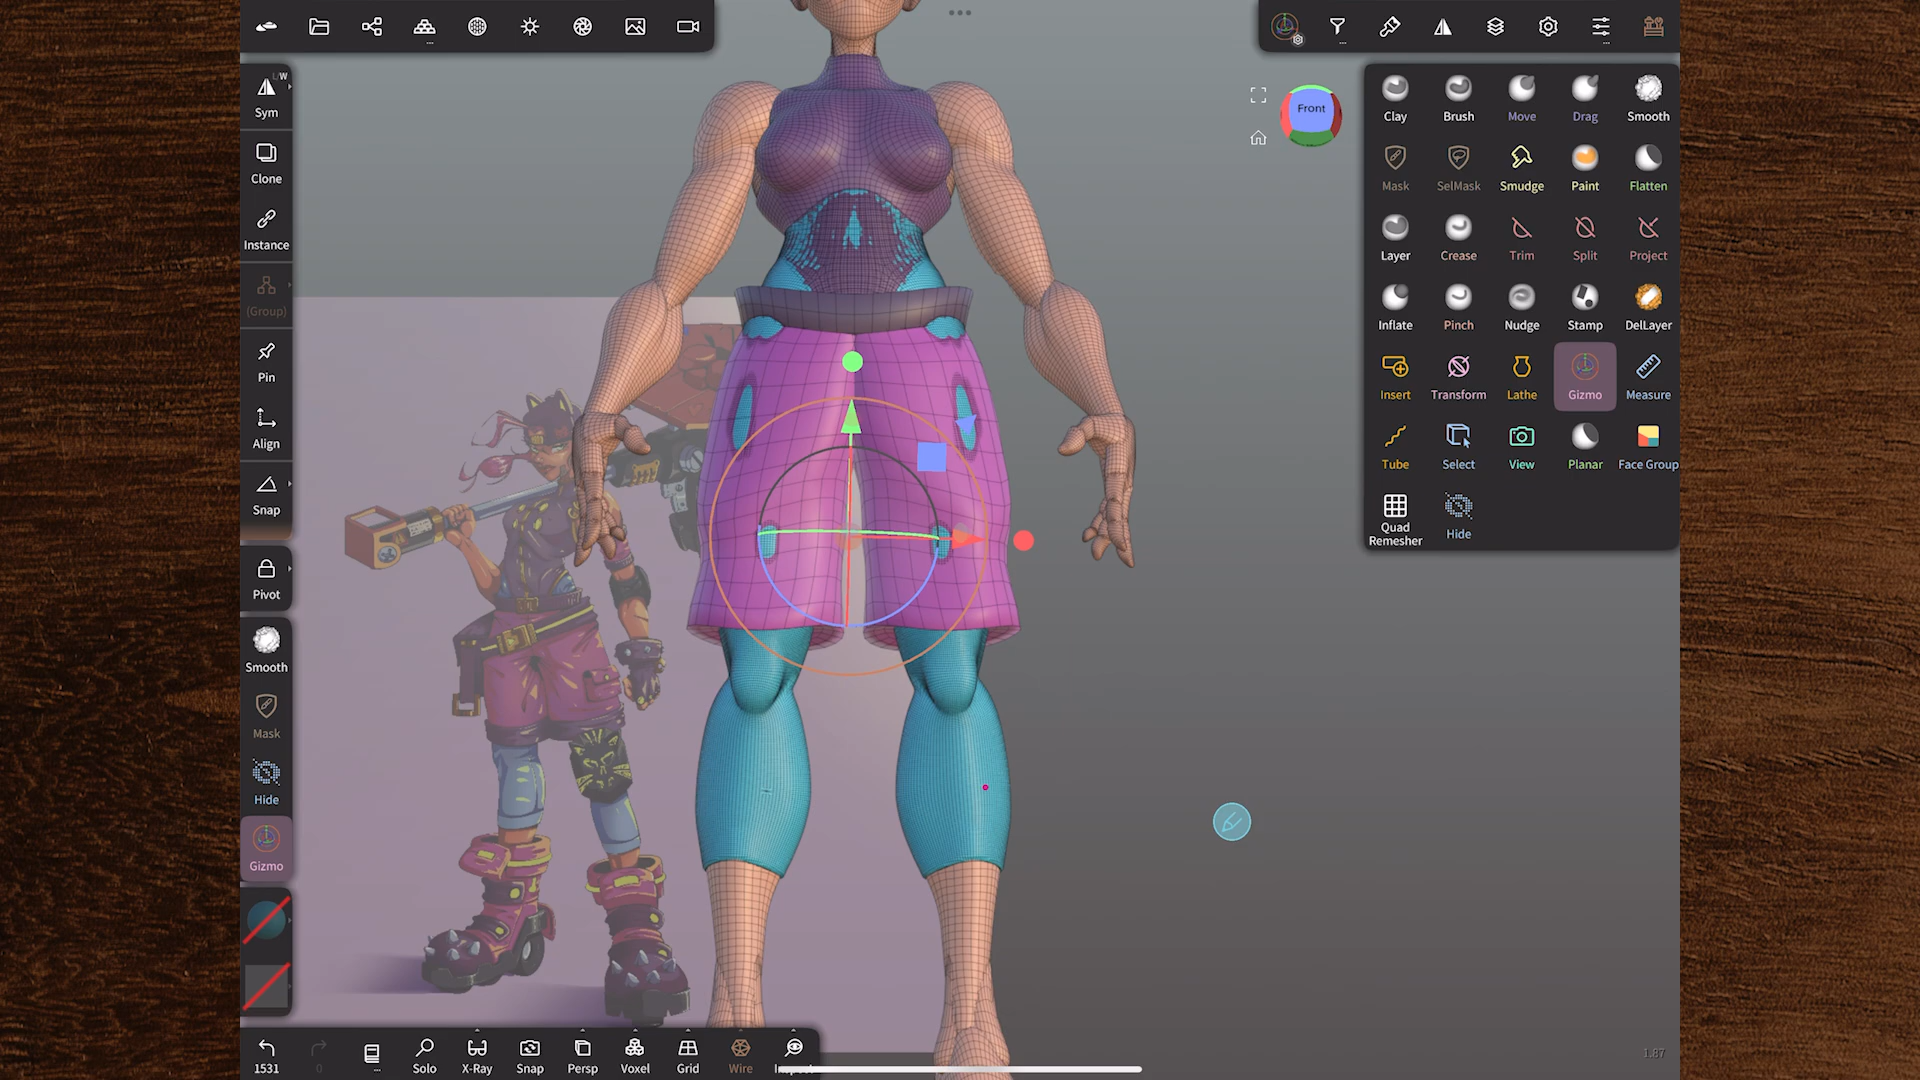 L/W
Sym
Clone
Instance
(Group)
Pin
Align
Snap
Pivot
Smooth
Mask
Hide
Gizmo
Front
Clay Brush Move Drag Smooth
Mask SelMask Smudge Paint Flatten
Layer Crease Trim Split Project
Inflate Pinch Nudge Stamp DelLayer
Insert Transform Lathe Gizmo Measure
Tube Select View Planar Face Group
Quad
Remesher Hide
1.87
1531 0 ... Solo X-Ray Snap Persp Voxel Grid Wire